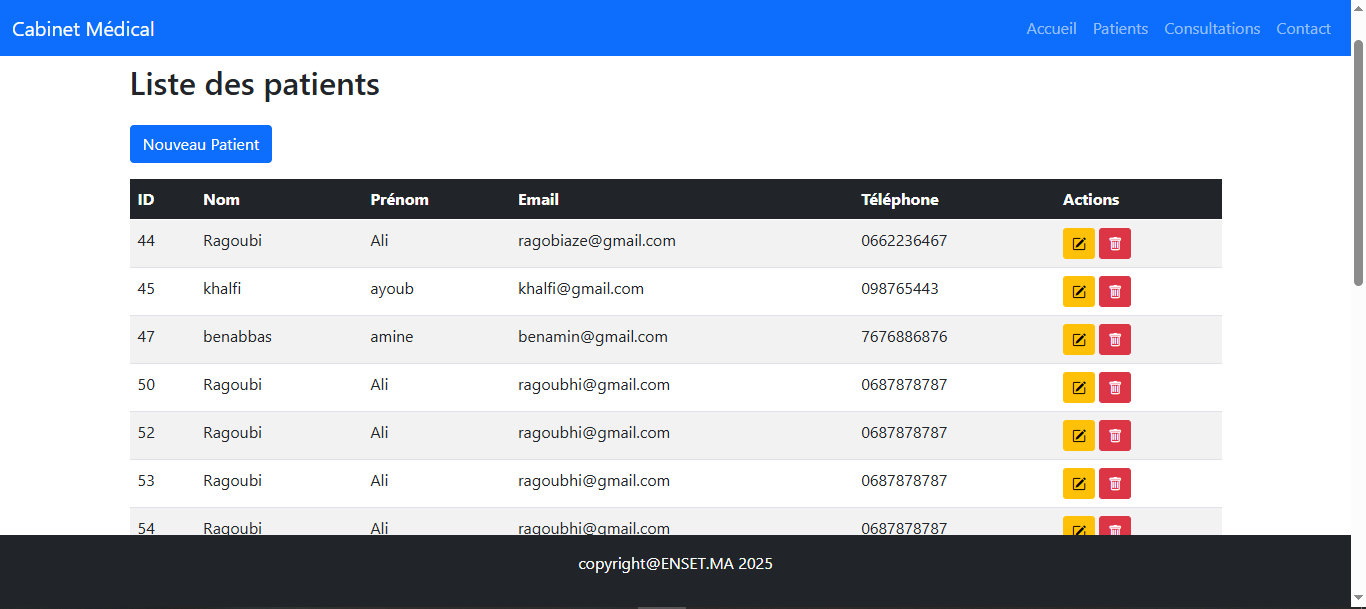 Cabinet Médical Accueil Patients Consultations Contact
Liste des patients
Nouveau Patient
ID Nom Prénom Email Téléphone Actions
44 Ragoubi Ali ragobiaze@gmail.com 0662236467
45 khalfi ayoub khalfi@gmail.com 098765443
47 benabbas amine benamin@gmail.com 7676886876
50 Ragoubi Ali ragoubhi@gmail.com 0687878787
52 Ragoubi Ali ragoubhi@gmail.com 0687878787
53 Ragoubi Ali ragoubhi@gmail.com 0687878787
54 Ragoubi Ali ragoubhi@gmail.com 0687878787
copyright@ENSET.MA 2025